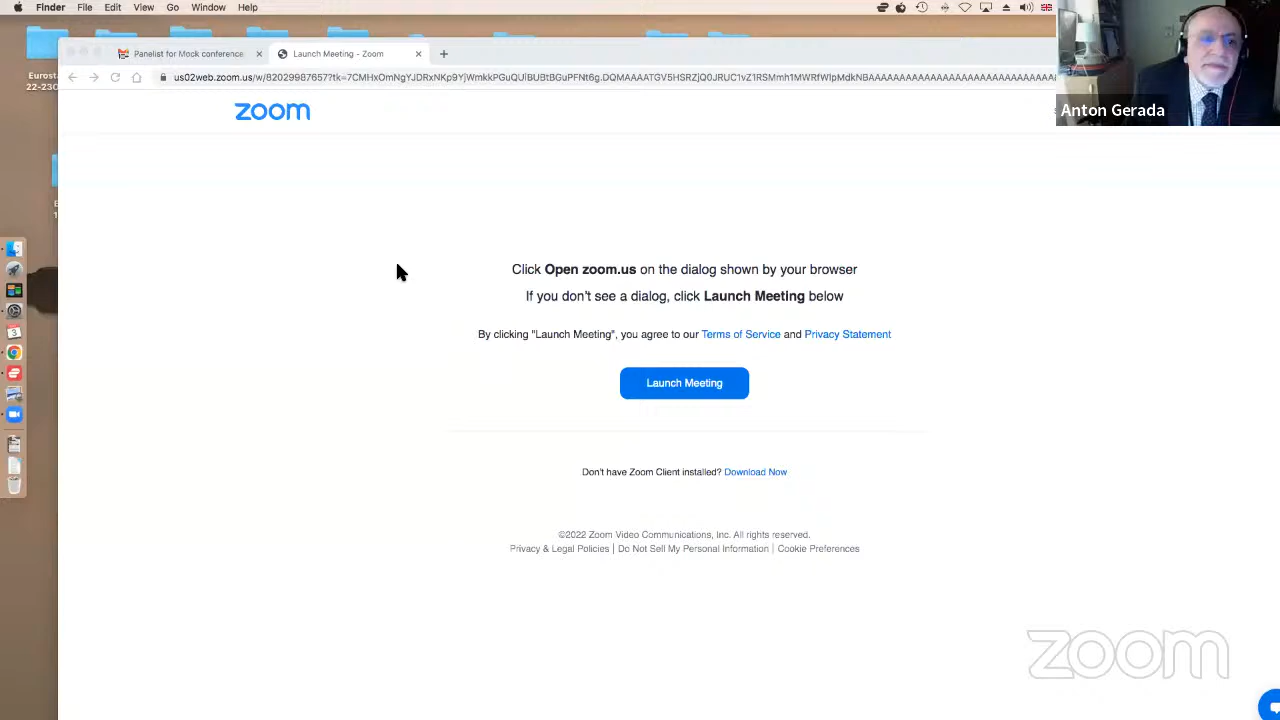 Finder File Edit View Go Window Help
Panelist for Mock conference
Launch Meeting - Zoom
Eurosta
22-230
Anton Gerada
zoom
Click Open zoom.us on the dialog shown by your browser
If you don't see a dialog, click Launch Meeting below
By clicking "Launch Meeting", you agree to our Terms of Service and Privacy Statement
Launch Meeting
Don't have Zoom Client installed? Download Now
©2022 Zoom Video Communications, Inc. All rights reserved.
Privacy & Legal Policies | Do Not Sell My Personal Information | Cookie Preferences
zoom